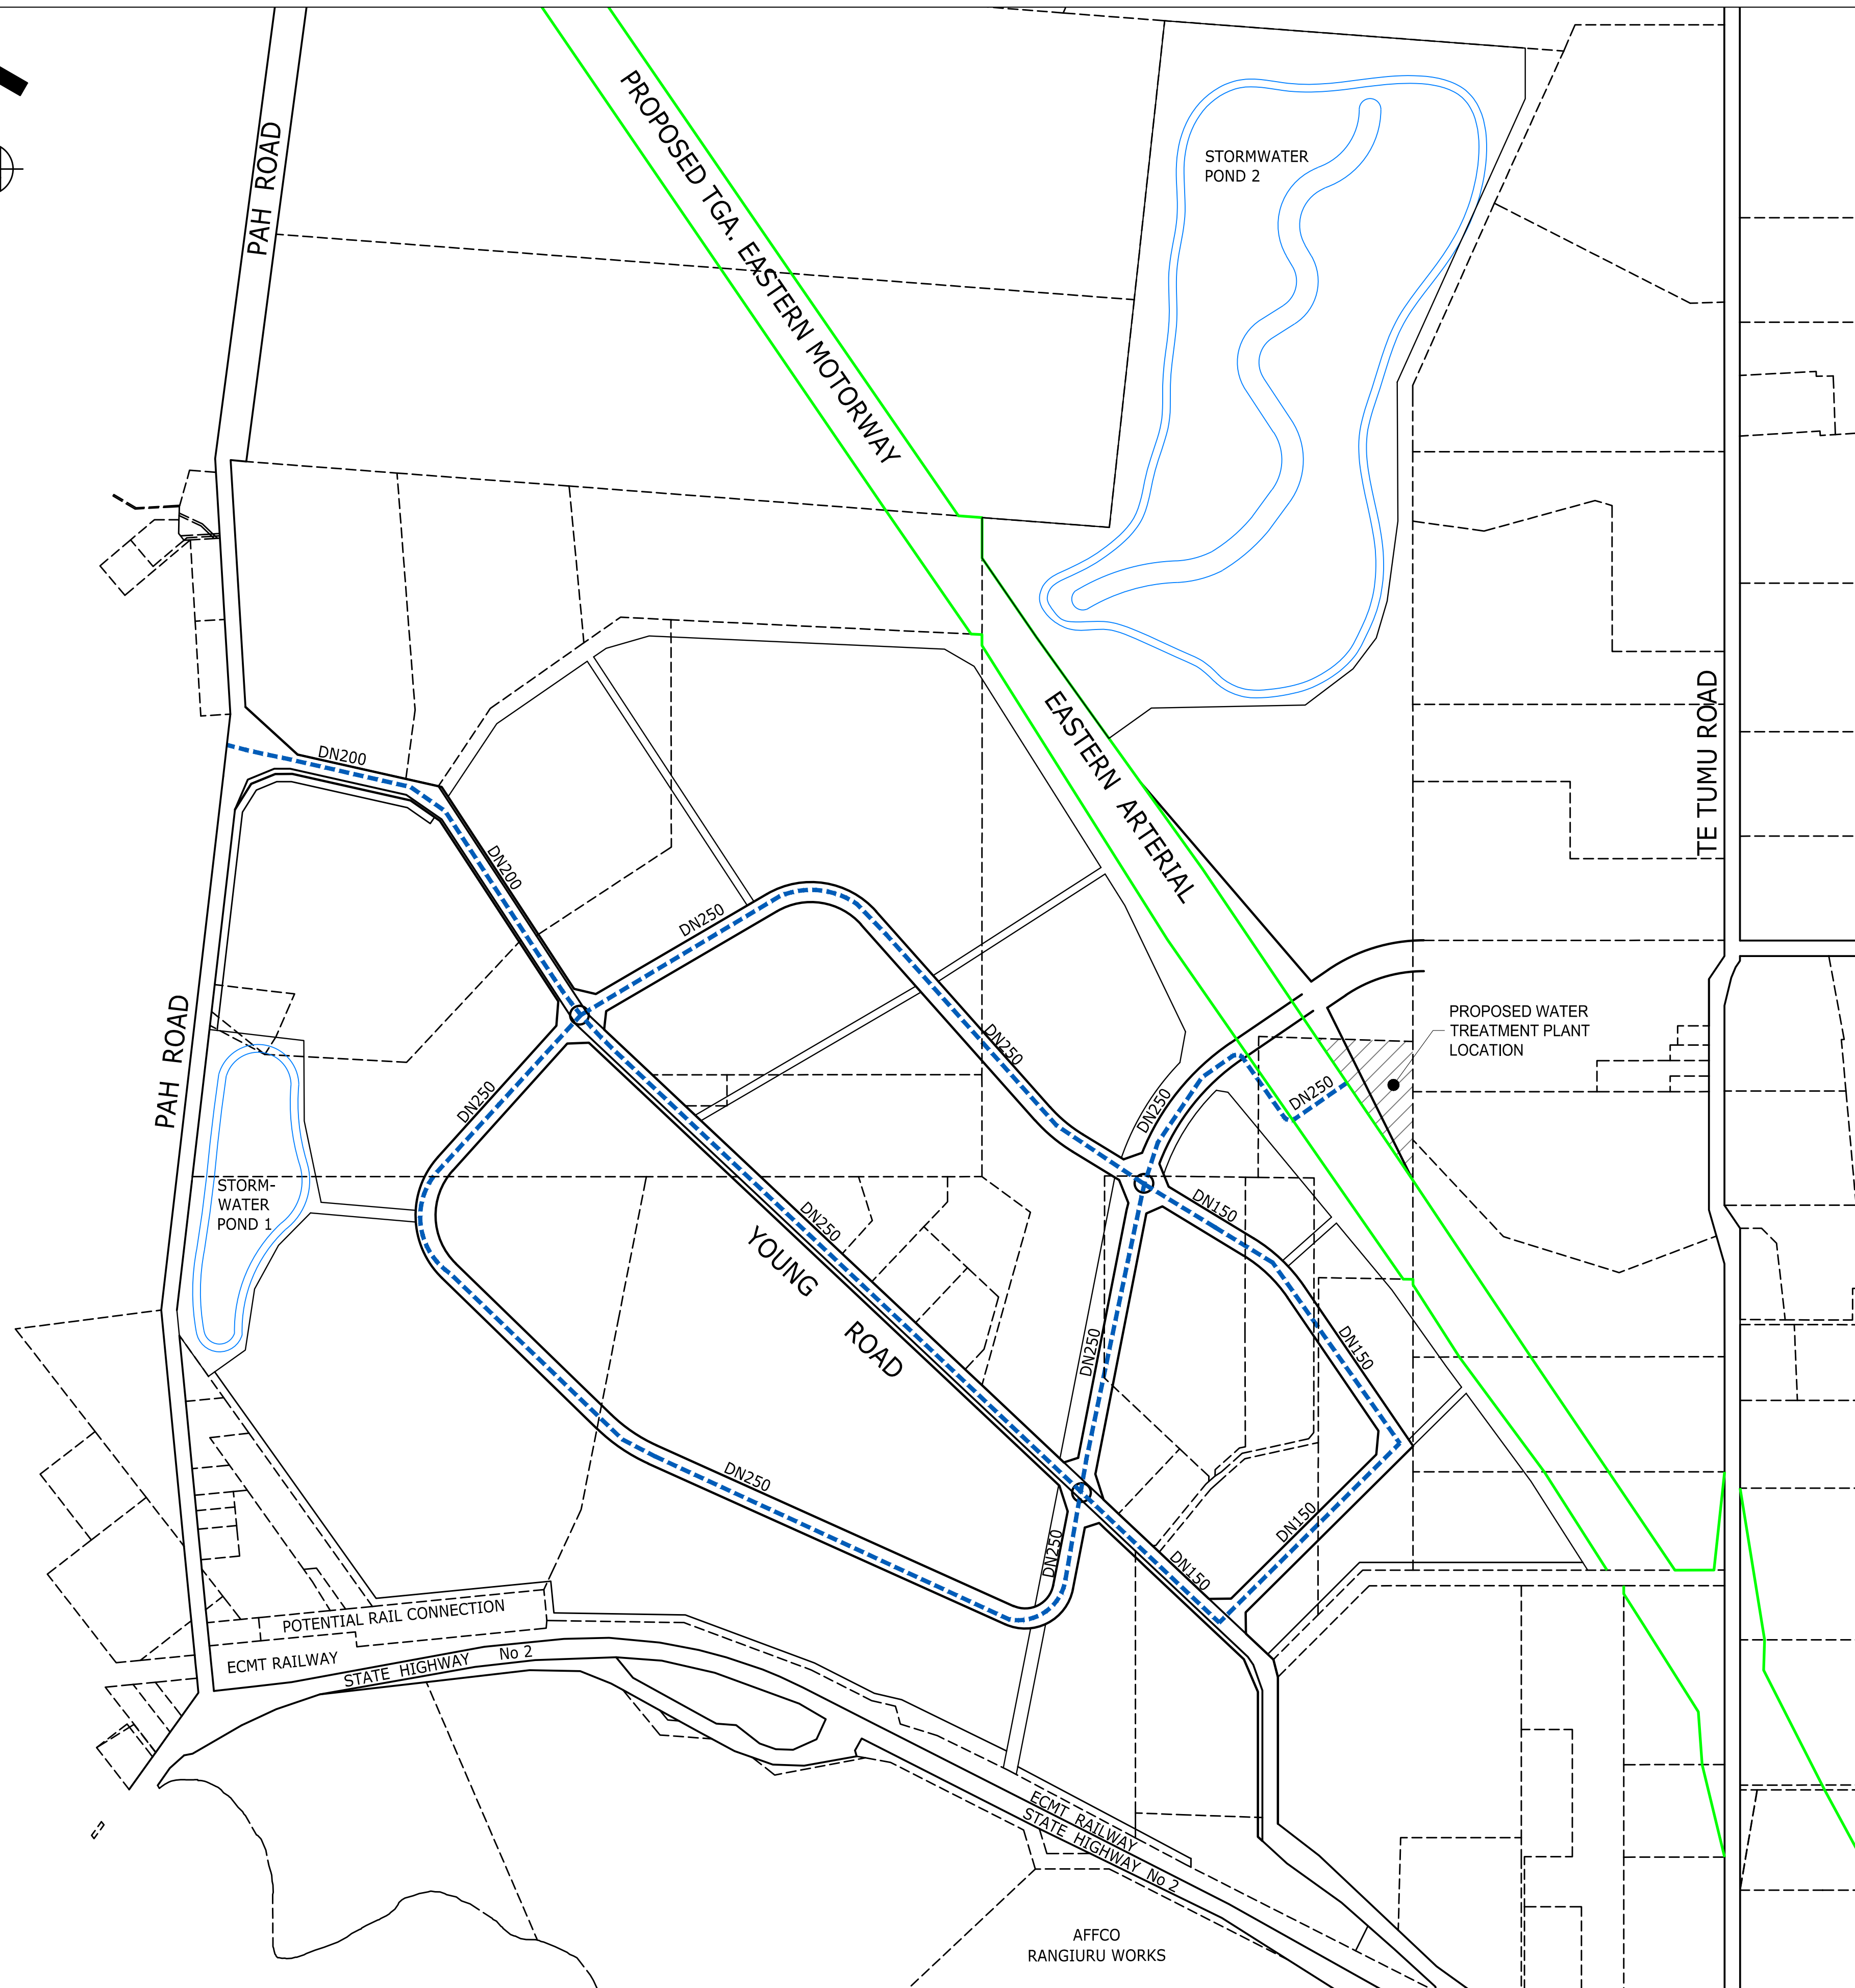 PAH ROAD
PROPOSED TGA. EASTERN MOTORWAY
STORMWATER
POND 2
EASTERN ARTERIAL
TE TUMU ROAD
DN200
DN200
DN250
DN250
PROPOSED WATER
TREATMENT PLANT
LOCATION
DN250
DN250
DN250
PAH ROAD
STORM-
WATER
POND 1
DN150
DN250
YOUNG
ROAD
DN250
DN150
DN250
DN250
DN150
DN150
POTENTIAL RAIL CONNECTION
ECMT RAILWAY
STATE HIGHWAY No 2
ECMT RAILWAY
STATE HIGHWAY No 2
AFFCO
RANGIURU WORKS